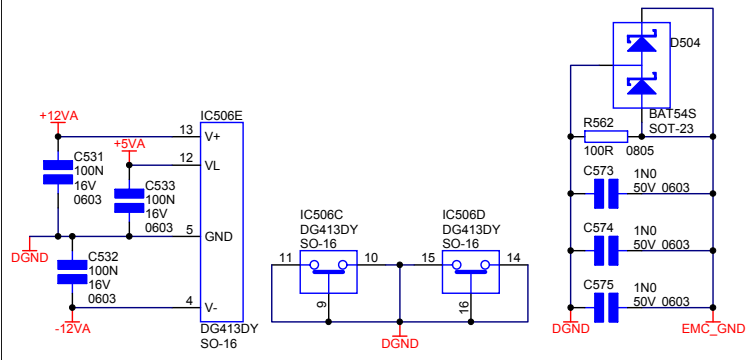 IC506E
+12VA
13 V+
+5VA
12 VL
C531
100N
16V
0603
C533
100N
16V
0603
5 GND
DGND
C532
100N
16V
0603
4 V-
-12VA
DG413DY
SO-16
IC506C
DG413DY
SO-16
11 10
9
IC506D
DG413DY
SO-16
15 14
16
DGND
D504
BAT54S
SOT-23
R562
100R 0805
C573 1N0
50V 0603
C574 1N0
50V 0603
C575 1N0
50V 0603
DGND
EMC_GND